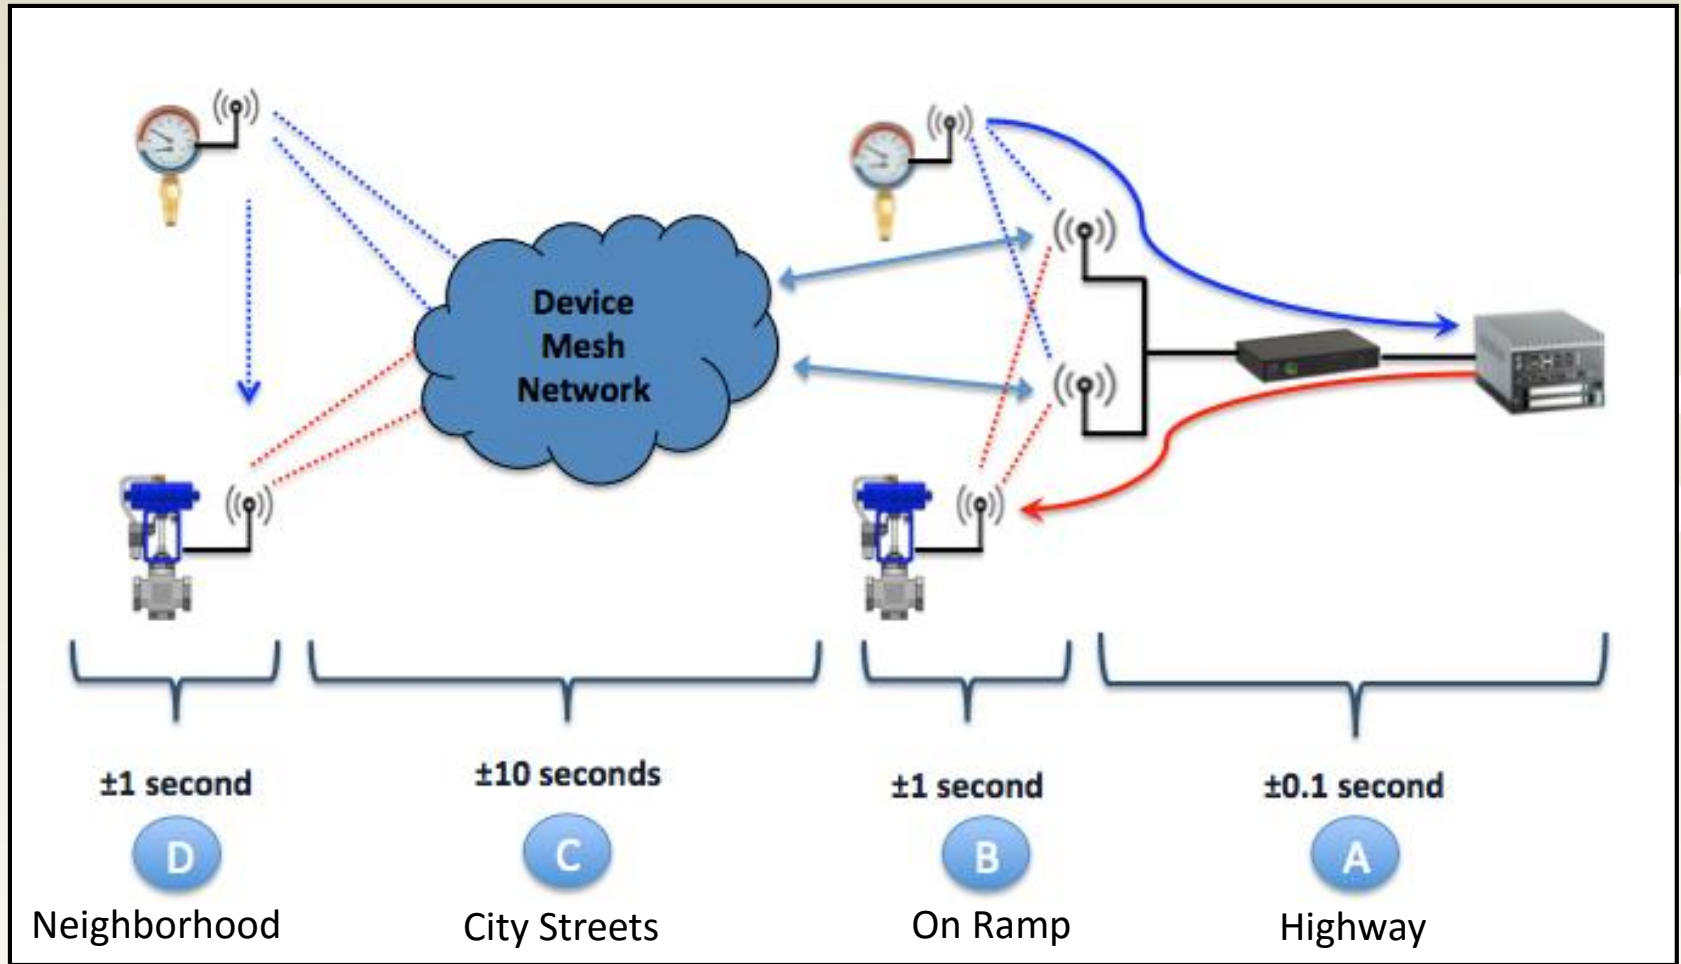 Device
Mesh
Network
±1 second
±10 seconds
±1 second
±0.1 second
D
C
B
A
Neighborhood
City Streets
On Ramp
Highway